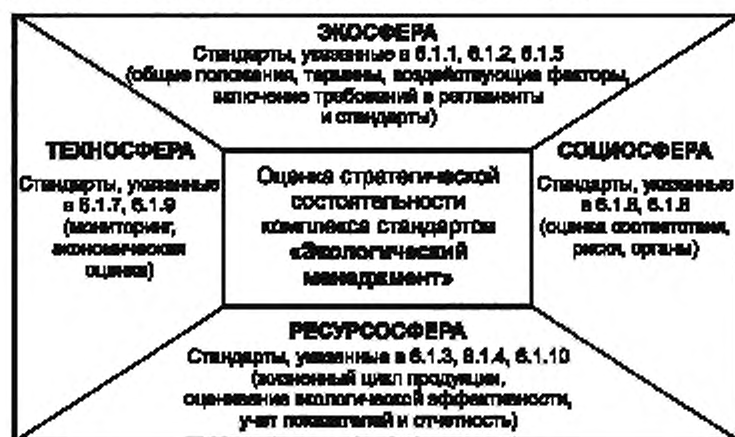 ЭКОСФЕРА
Стандарты, указанные в 6.1.1, 6.1.2, 6.1.5
(общие положения, термины, воздействующие факторы,
включение требований в регламенты
и стандарты)
ТЕХНОСФЕРА
Стандарты, указанные
в 6.1.7, 6.1.9
(мониторинг,
экономическая
оценка)
Оценка стратегической
состоятельности
комплекса стандартов
«Экологический
менеджмент»
СОЦИОСФЕРА
Стандарты, указанные
в 6.1.6, 6.1.8
(оценка соответствия,
риски, органы)
РЕСУРСОСФЕРА
Стандарты, указанные в 6.1.3, 6.1.4, 6.1.10
(жизненный цикл продукции,
оценивание экологической эффективности,
учет показателей и отчетность)